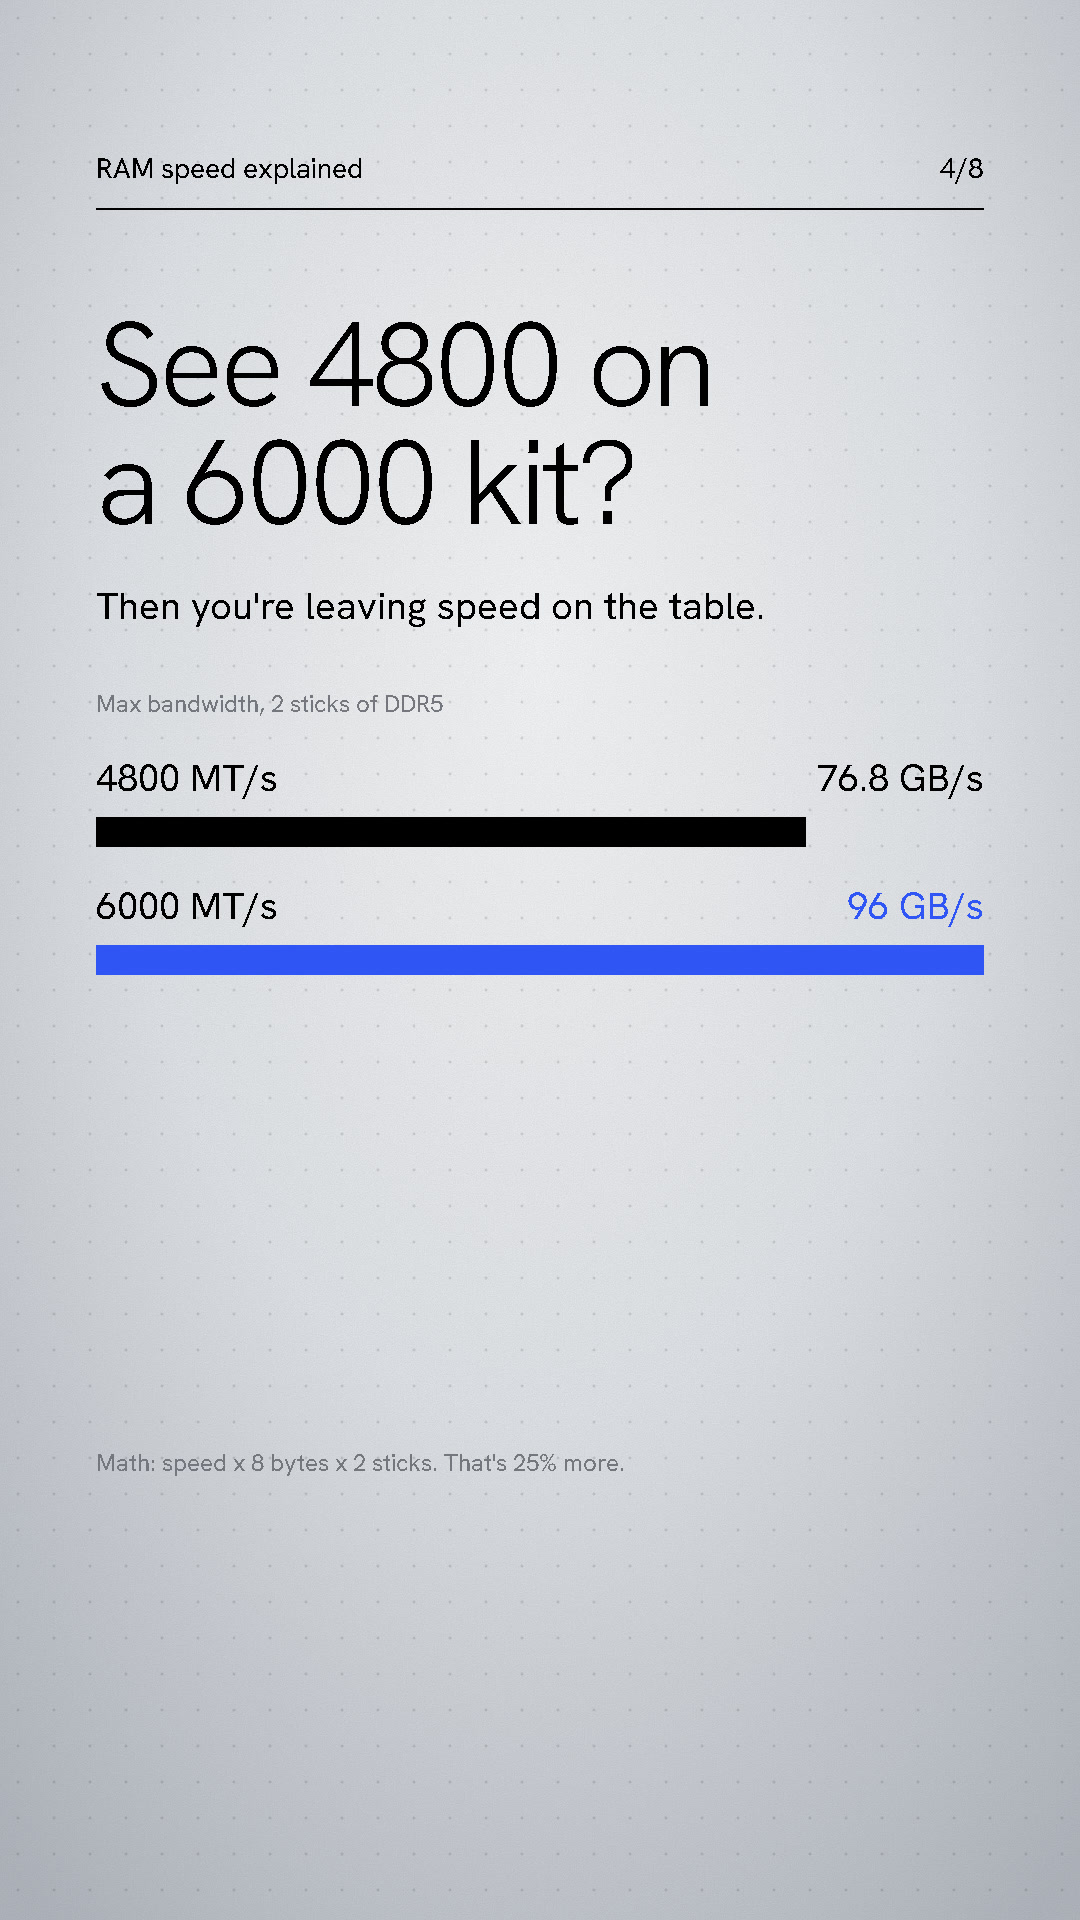 RAM speed explained
4/8
See 4800 on
a 6000 kit?
Then you're leaving speed on the table.
Max bandwidth, 2 sticks of DDR5
4800 MT/s
76.8 GB/s
6000 MT/s
96 GB/s
Math: speed x 8 bytes x 2 sticks. That's 25% more.